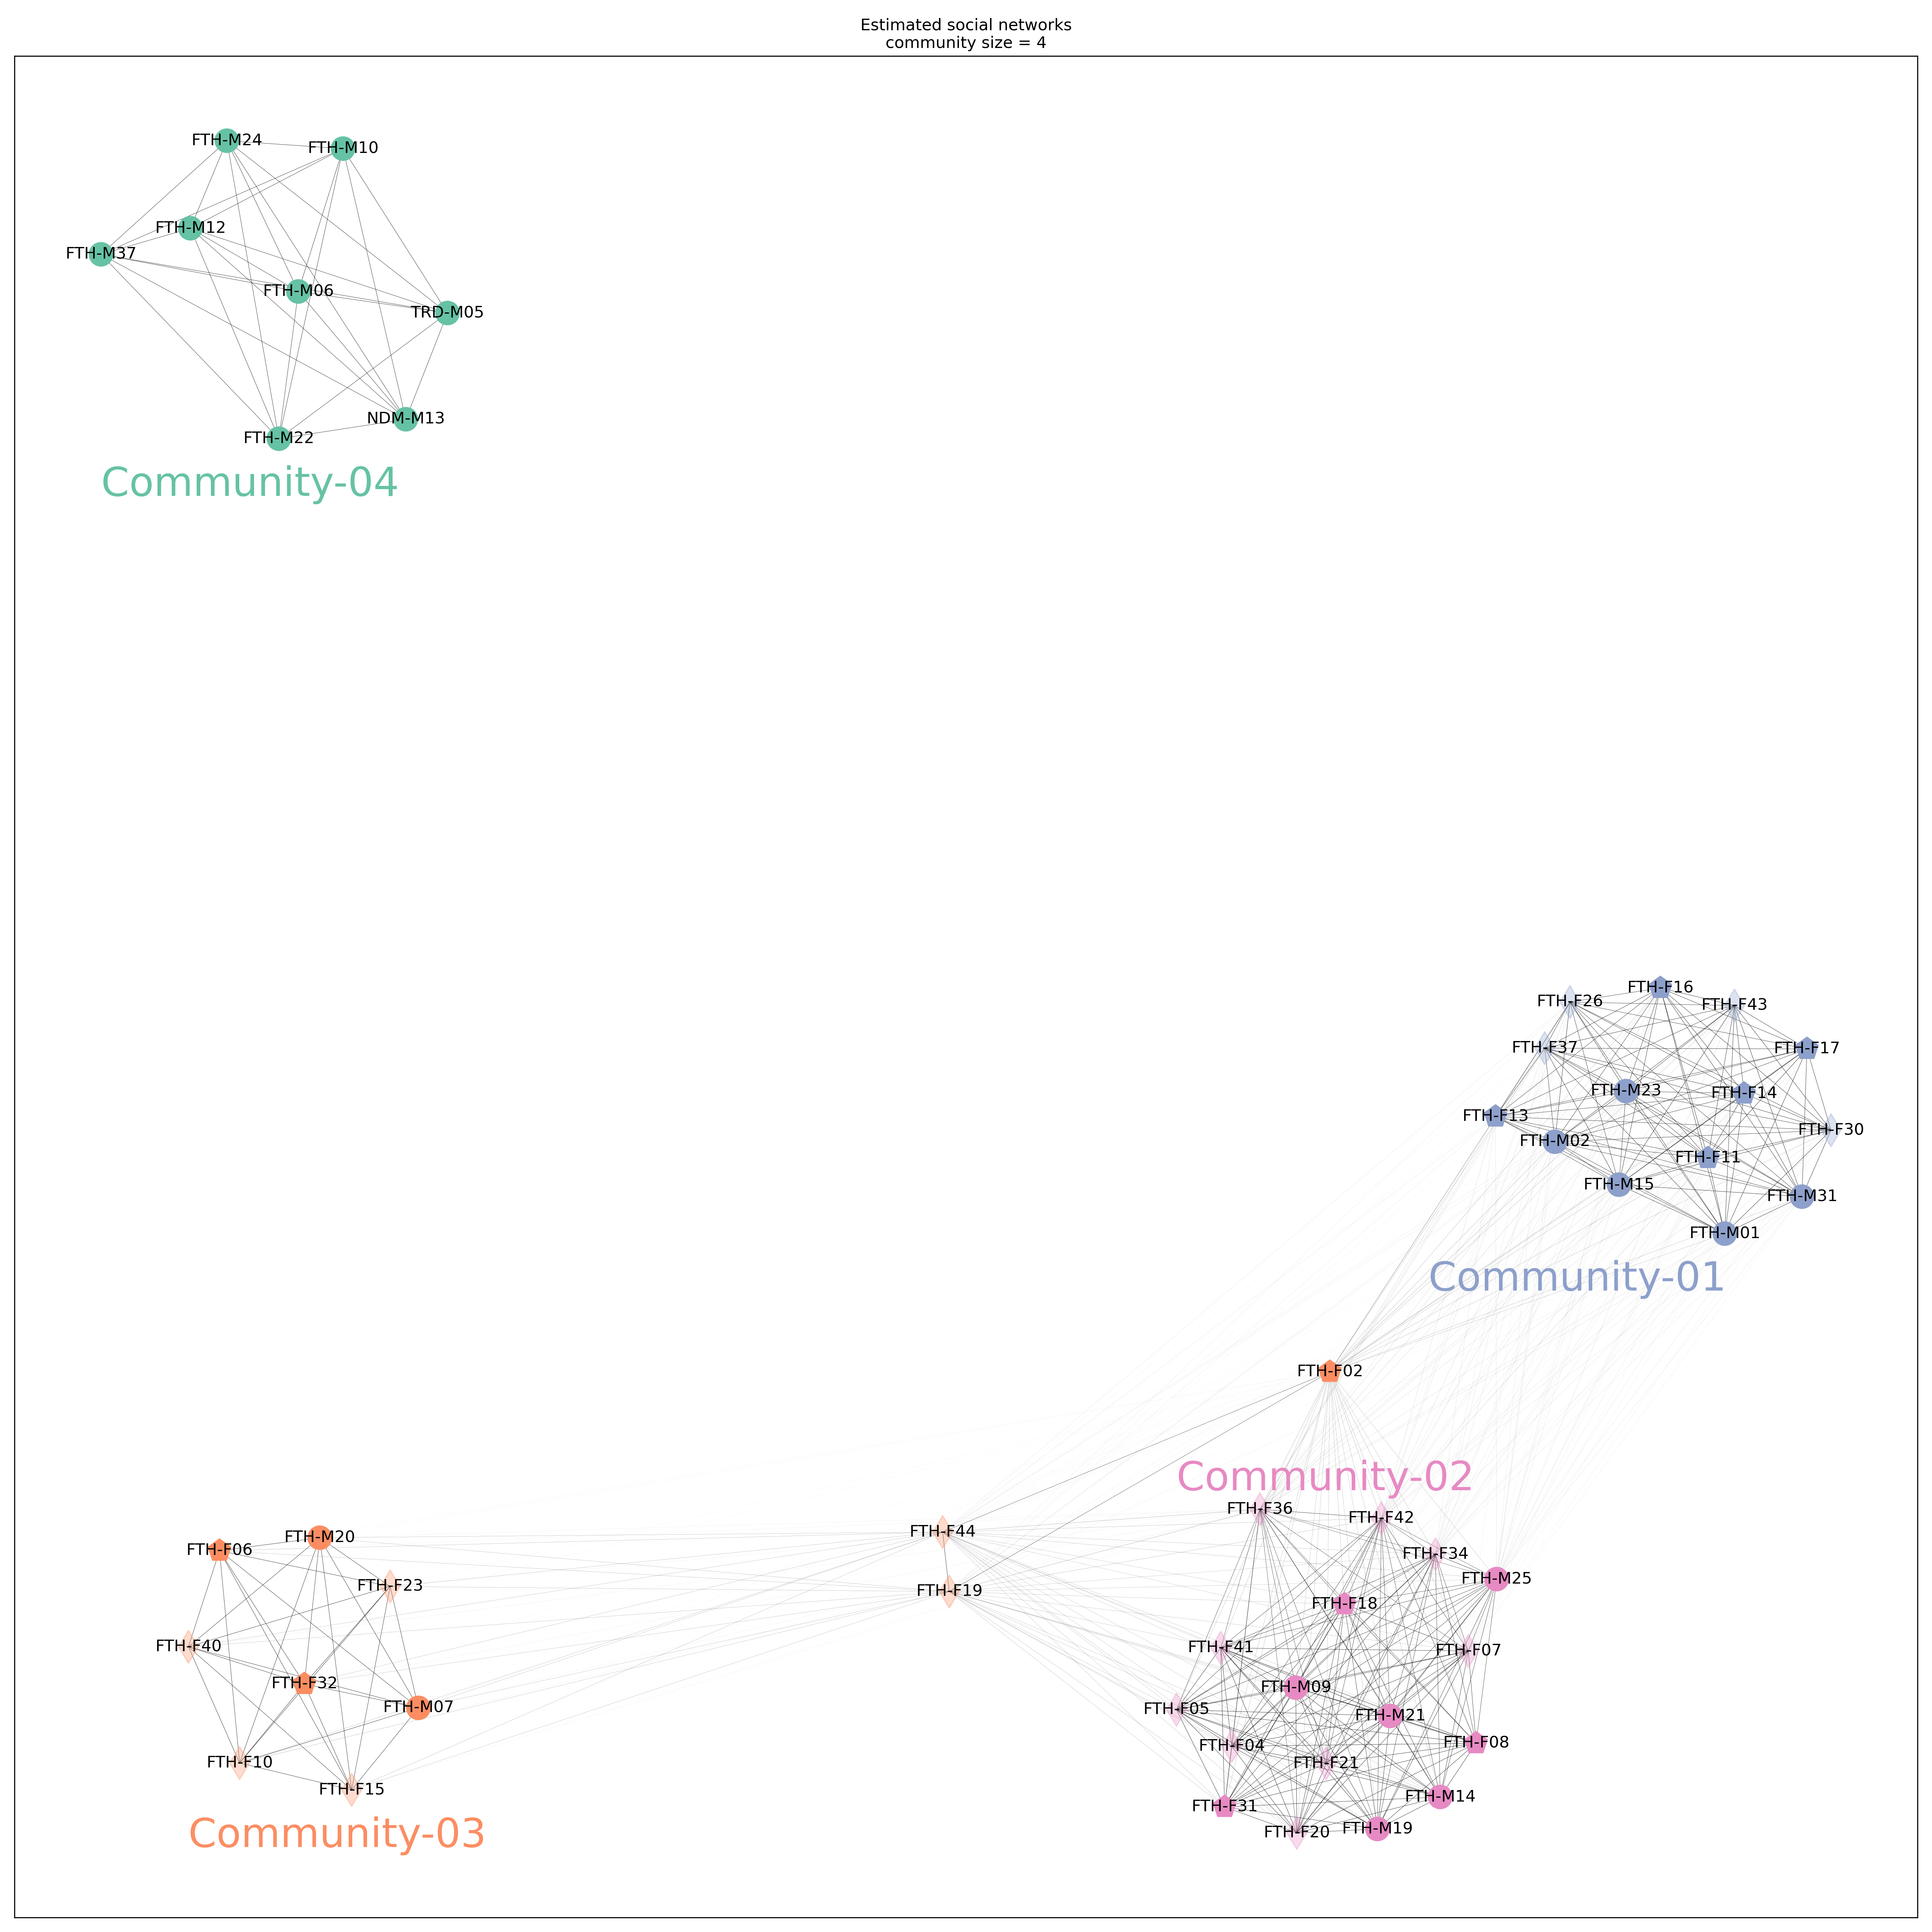 Estimated social networks
community size = 4
FTH-M24
FTH-M10
FTH-M12
FTH-M37
FTH-M06
TRD-M05
NDM-M13
FTH-M22
Community-04
FTH-F16
FTH-F26
FTH-F43
FTH-F37
FTH-F17
FTH-M23
FTH-F14
FTH-F13
FTH-F30
FTH-M02
FTH-F11
FTH-M15
FTH-M31
FTH-M01
Community-01
FTH-F02
Community-02
FTH-F36
FTH-F42
FTH-F34
FTH-M25
FTH-F18
FTH-F41
FTH-F07
FTH-M09
FTH-F05
FTH-M21
FTH-F04
FTH-F08
FTH-F21
FTH-M14
FTH-F31
FTH-F20
FTH-M19
FTH-F44
FTH-F19
FTH-M20
FTH-F06
FTH-F23
FTH-F40
FTH-F32
FTH-M07
FTH-F10
FTH-F15
Community-03